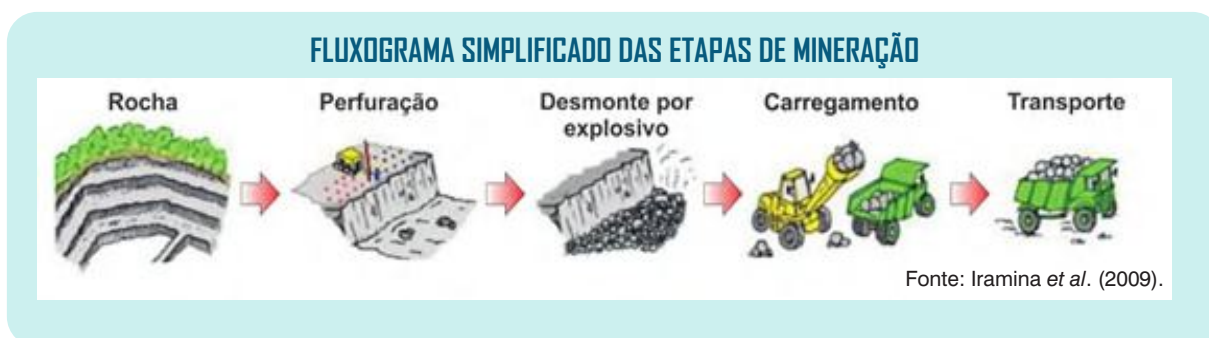 FLUXOGRAMA SIMPLIFICADO DAS ETAPAS DE MINERAÇÃO
Rocha
Perfuração
Desmonte por
explosivo
Carregamento
Transporte
Fonte: Iramina et al. (2009).